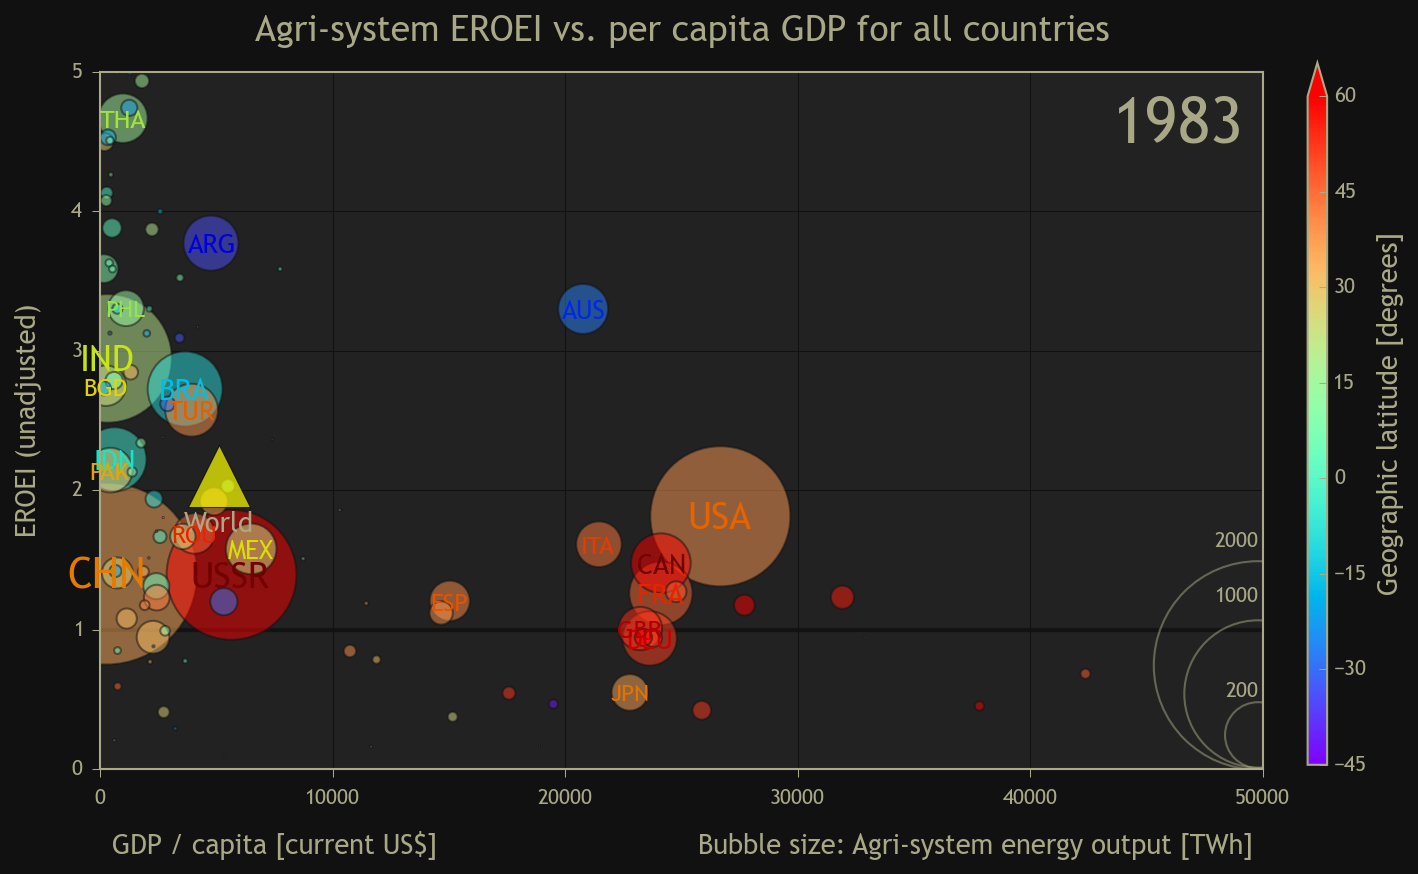 Agri-system EROEI vs. per capita GDP for all countries
1983
EROEI (unadjusted)
5
4
3
2
1
0
THA
ARG
PHL
AUS
IND
BGD
BRA
TUR
IDN
PAK
World
ROU
MEX
USA
ITA
CAN
CHN
USSR
ESP
FRA
GBR
DEU
JPN
2000
1000
200
0
10000
20000
30000
40000
50000
GDP / capita [current US$]
Bubble size: Agri-system energy output [TWh]
60
45
30
15
0
−15
−30
−45
Geographic latitude [degrees]